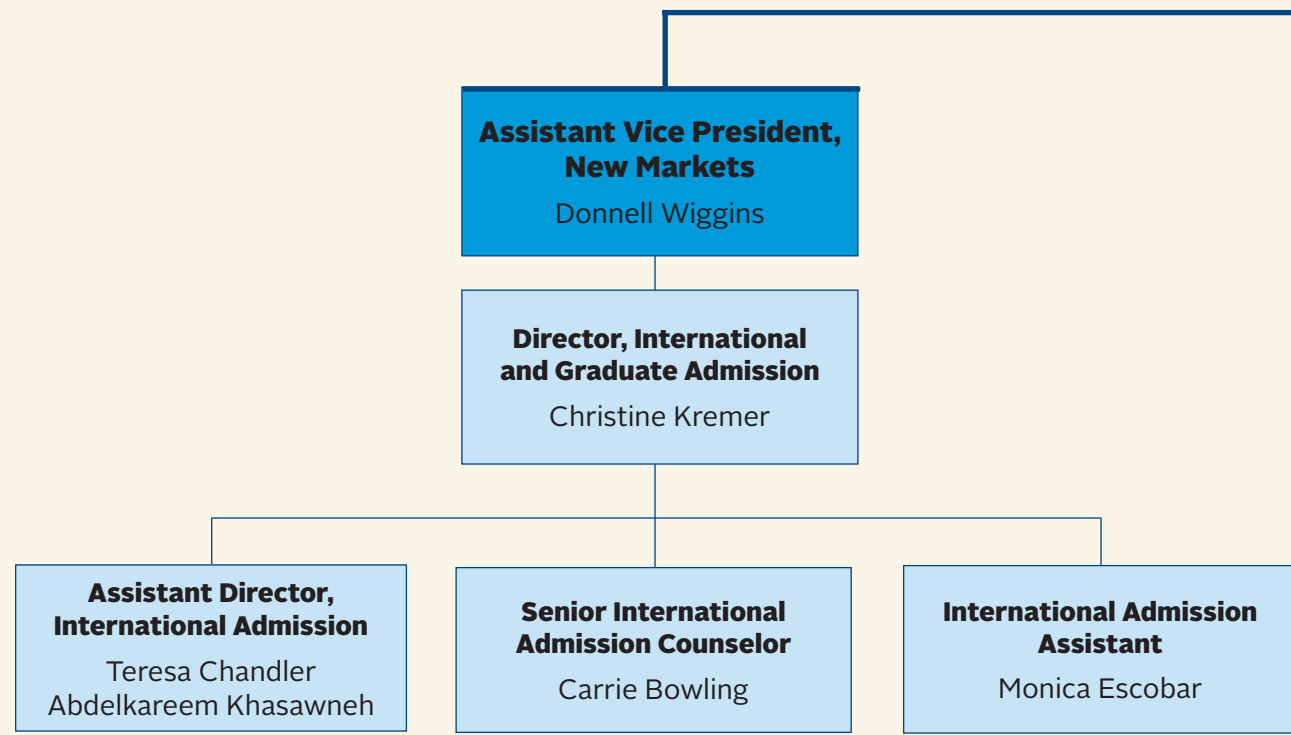 Assistant Vice President,
New Markets
Donnell Wiggins
Director, International
and Graduate Admission
Christine Kremer
Assistant Director,
International Admission
Teresa Chandler
Abdelkareem Khasawneh
Senior International
Admission Counselor
Carrie Bowling
International Admission
Assistant
Monica Escobar